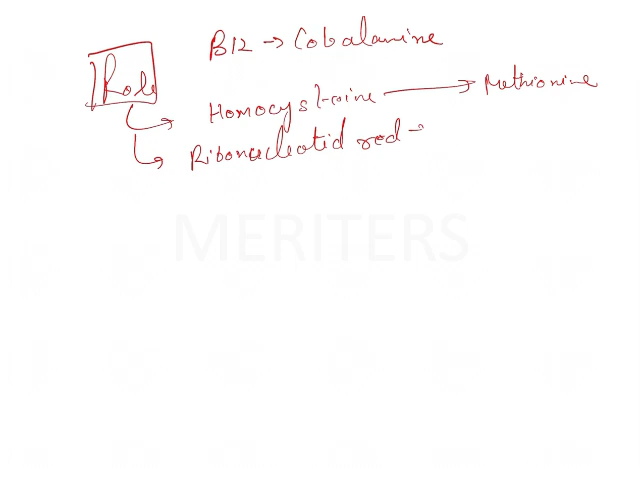 B12 → Cobalamine
Role
Homocysteine → Methionine
Ribonucleotid red -
MERITERS